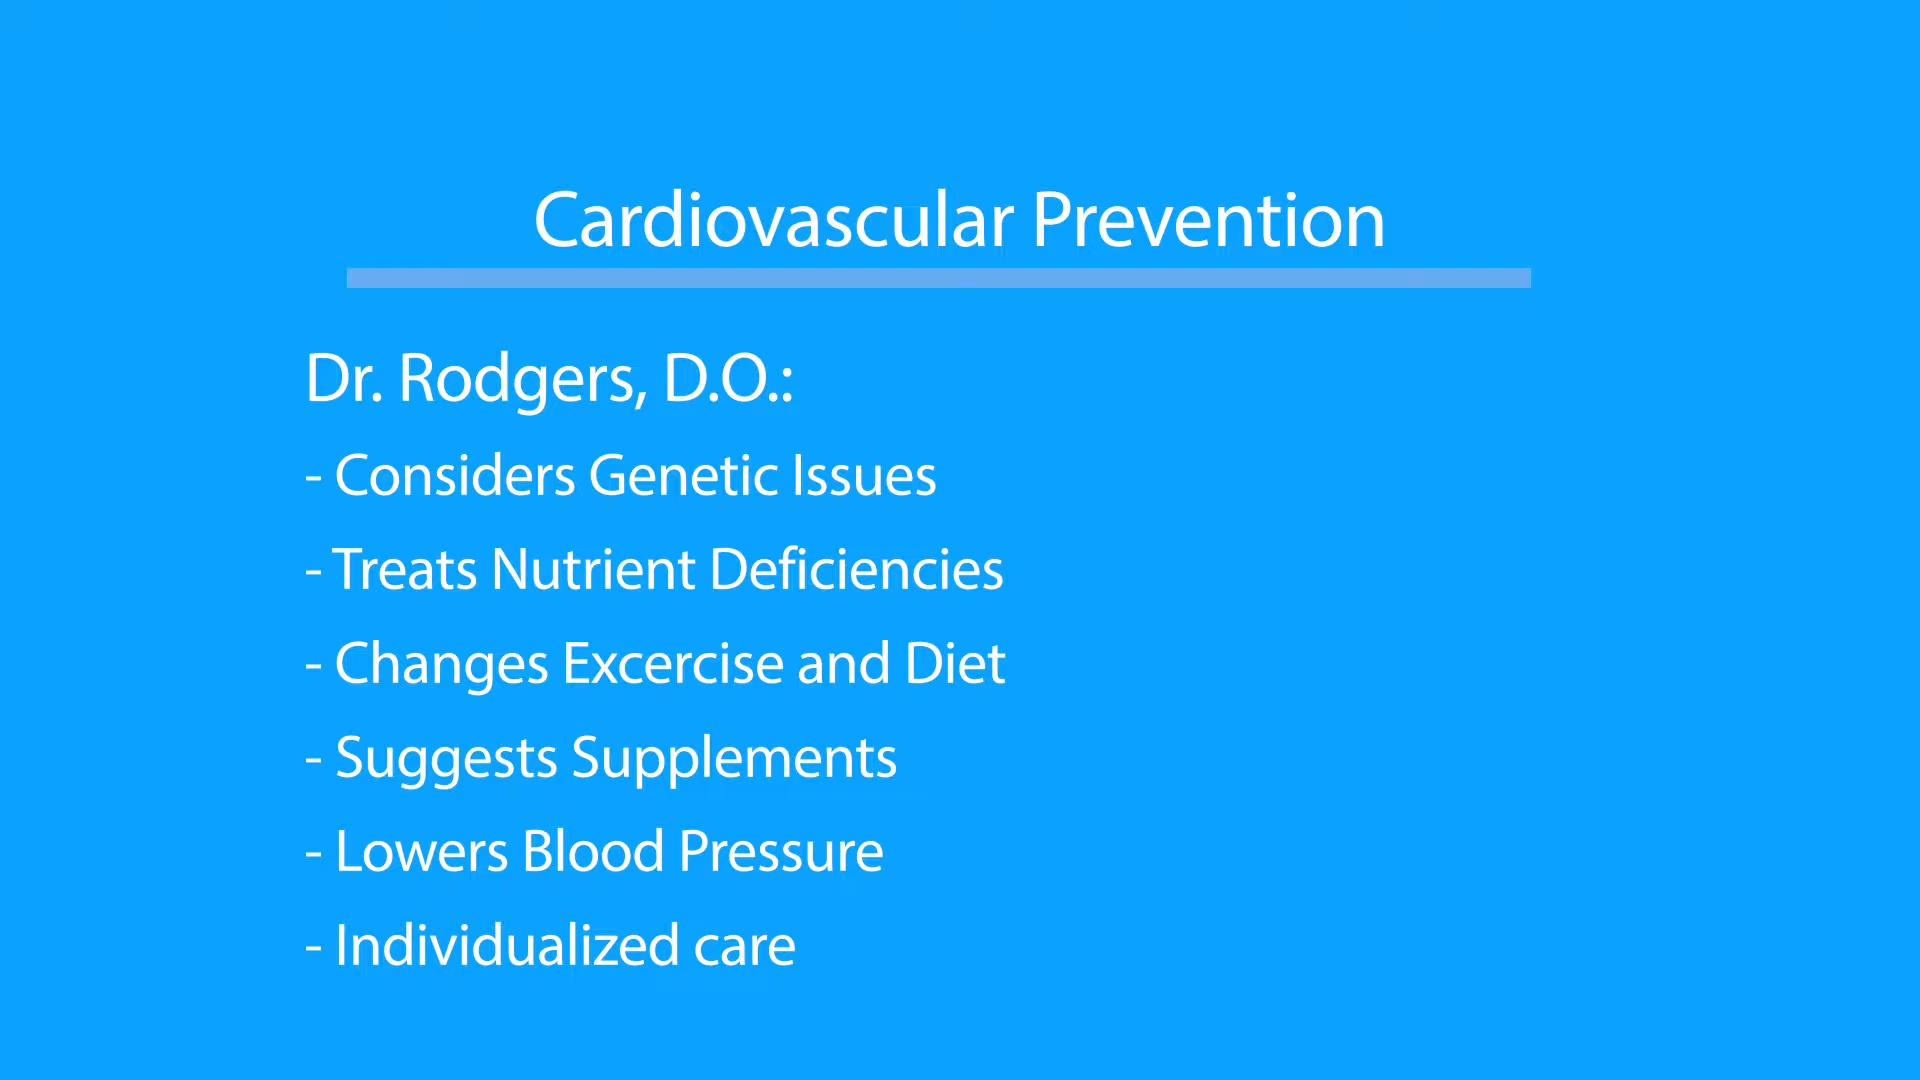 Cardiovascular Prevention
Dr. Rodgers, D.O.:
- Considers Genetic Issues
- Treats Nutrient Deficiencies
- Changes Excercise and Diet
- Suggests Supplements
- Lowers Blood Pressure
- Individualized care